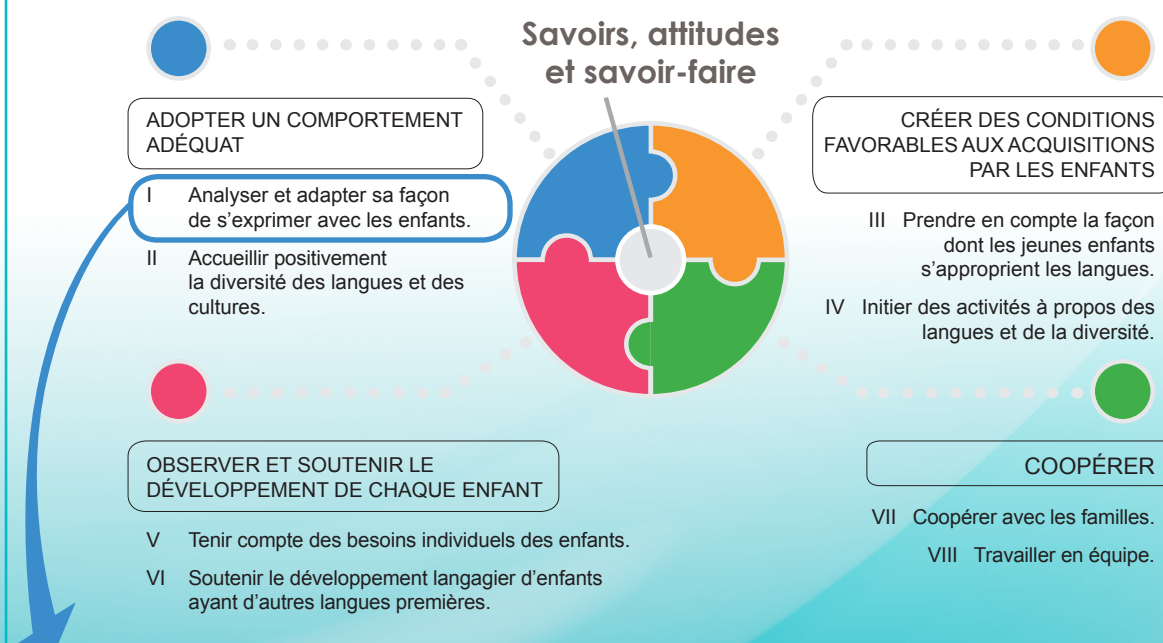 Savoirs, attitudes
et savoir-faire
ADOPTER UN COMPORTEMENT
ADÉQUAT
I Analyser et adapter sa façon
de s’exprimer avec les enfants.
II Accueillir positivement
la diversité des langues et des
cultures.
CRÉER DES CONDITIONS
FAVORABLES AUX ACQUISITIONS
PAR LES ENFANTS
III Prendre en compte la façon
dont les jeunes enfants
s’approprient les langues.
IV Initier des activités à propos des
langues et de la diversité.
OBSERVER ET SOUTENIR LE
DÉVELOPPEMENT DE CHAQUE ENFANT
V Tenir compte des besoins individuels des enfants.
VI Soutenir le développement langagier d’enfants
ayant d’autres langues premières.
COOPÉRER
VII Coopérer avec les familles.
VIII Travailler en équipe.